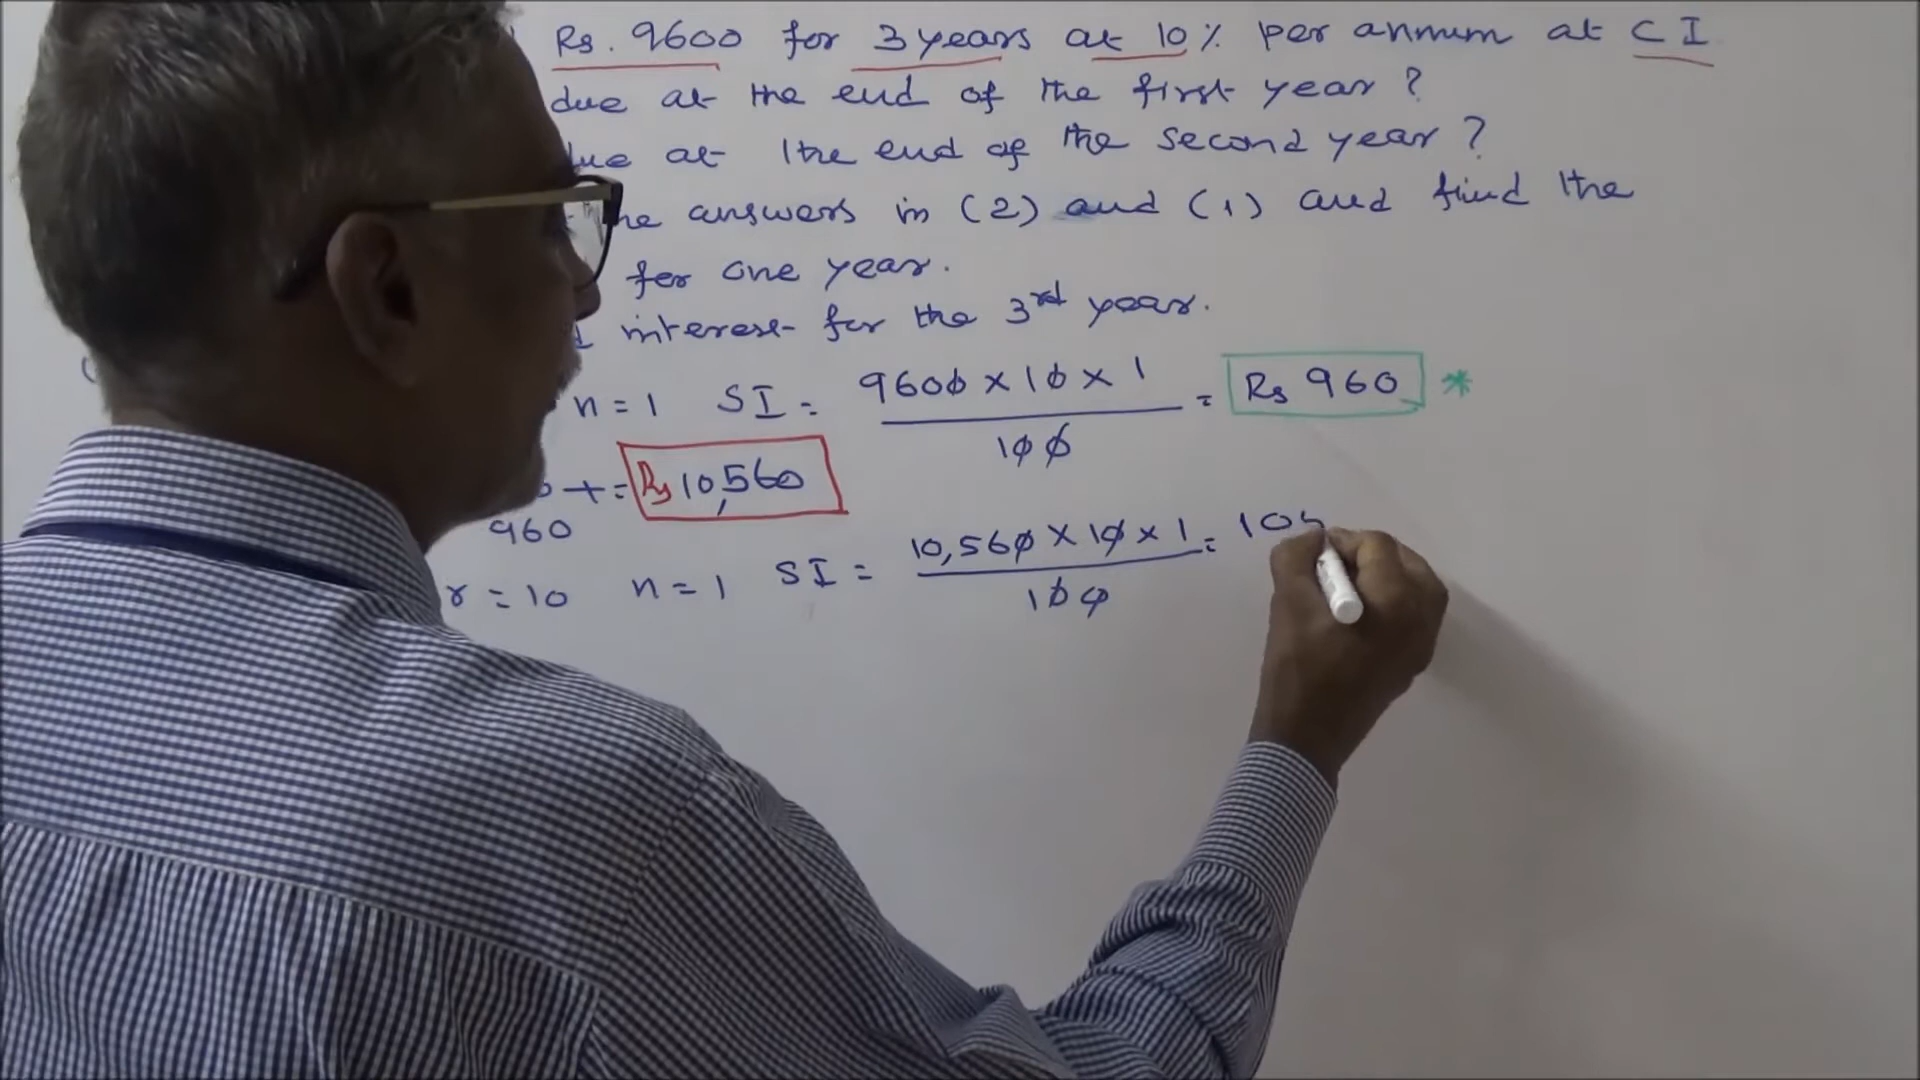 Rs. 9600 for 3 years at 10% per annum at CI
due at the end of the first year ?
due at the end of the second year ?
answers in (2) and (1) and find the
for one year.
interest for the 3rd year.
n = 1 SI = 9600 x 10 x 1 / 100 = Rs 960 *
+ = Rs 10,560
960
r = 10 n = 1 SI = 10,560 x 10 x 1 / 100 = 105